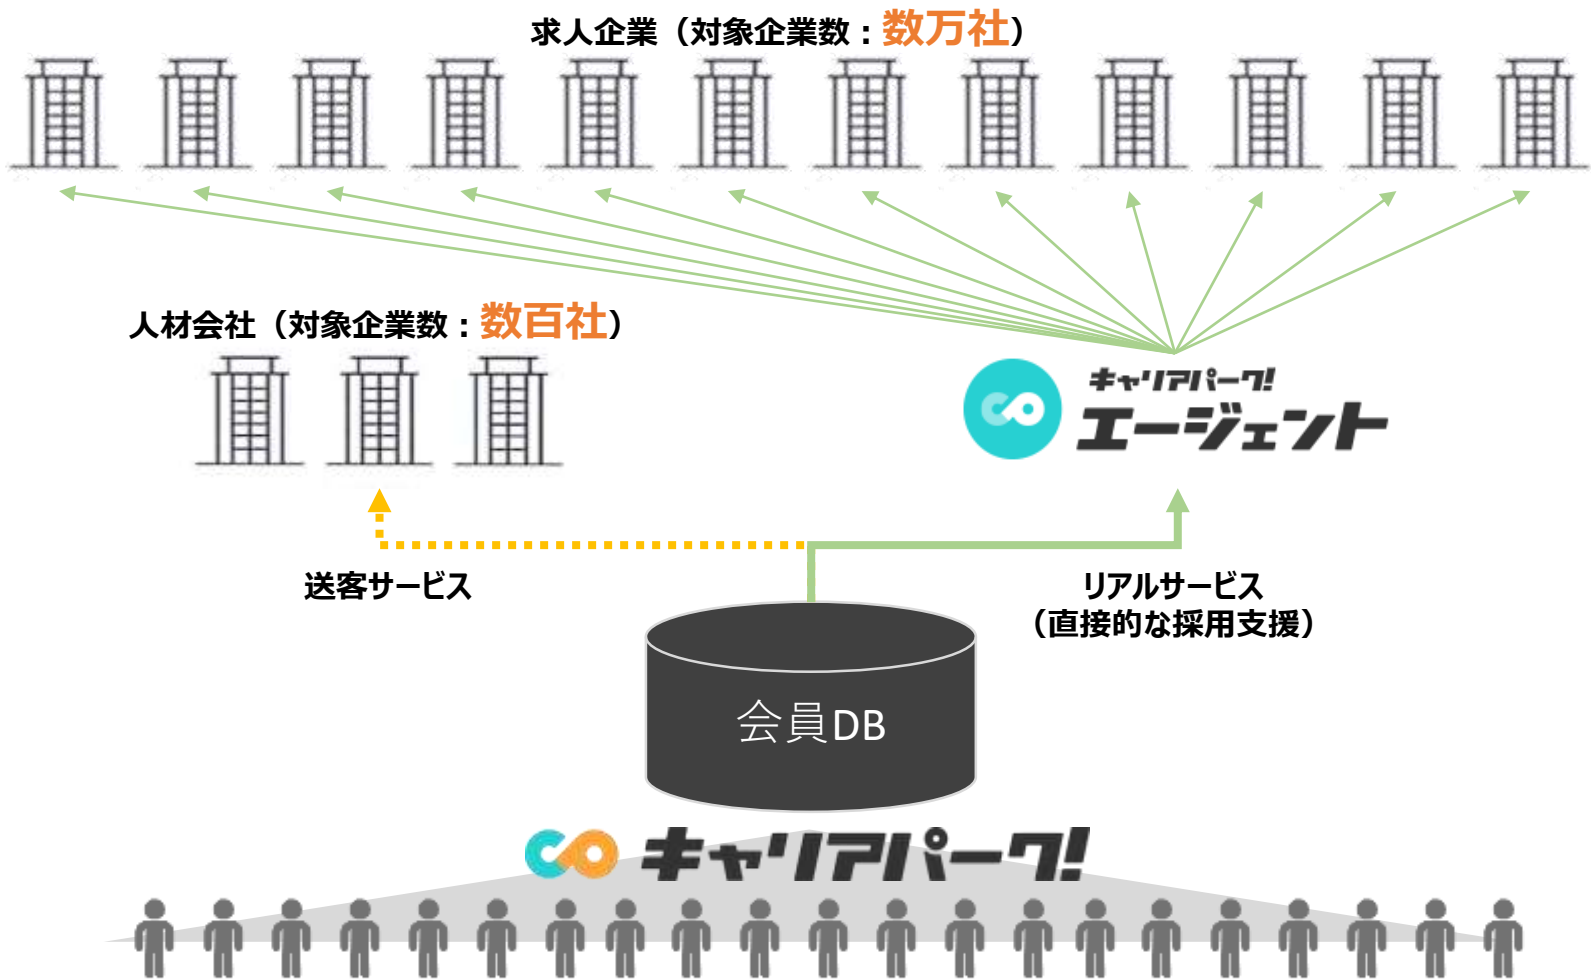 求人企業（対象企業数：数万社）
人材会社（対象企業数：数百社）
キャリアパーク!
エージェント
送客サービス
リアルサービス
（直接的な採用支援）
会員DB
キャリアパーク!